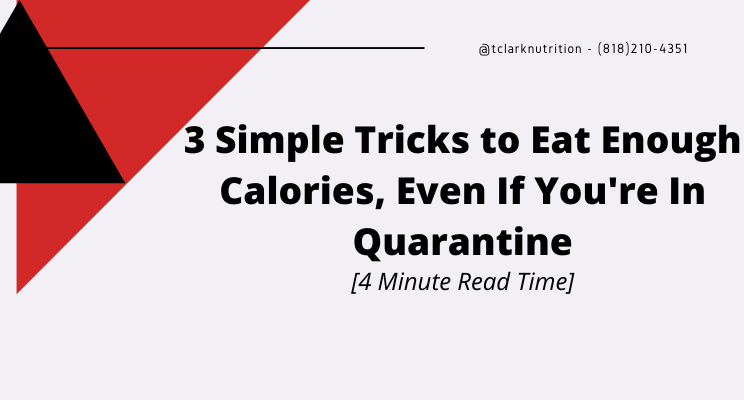 @tclarknutrition - (818)210-4351
3 Simple Tricks to Eat Enough
Calories, Even If You're In
Quarantine
[4 Minute Read Time]